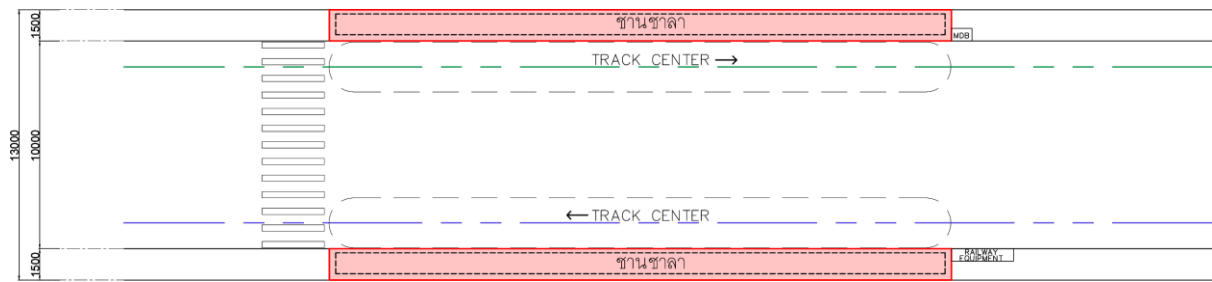 ชานชาลา
1500
MDB
TRACK CENTER →
13000
10000
← TRACK CENTER
1500
ชานชาลา
RAILWAY
EQUIPMENT